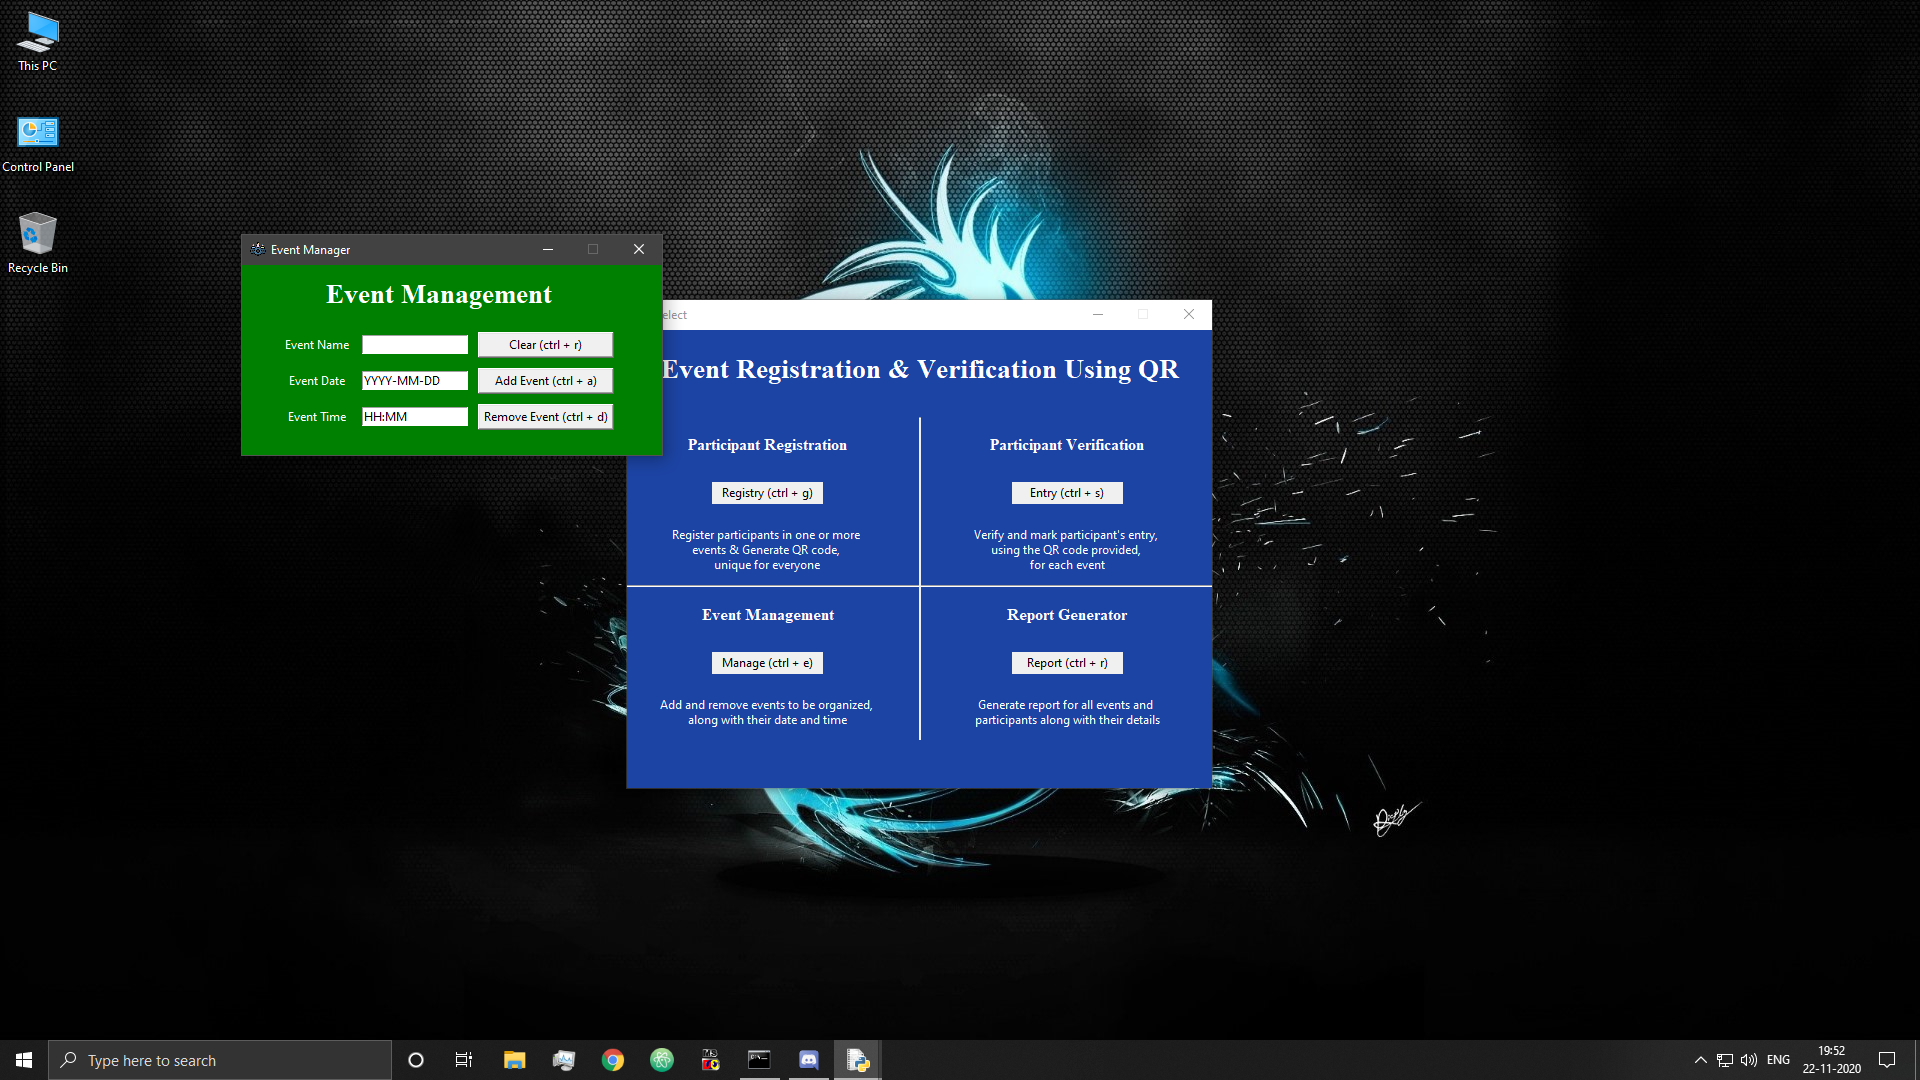 This PC
Control Panel
Recycle Bin
Event Manager
Event Management
Event Name
Clear (ctrl + r)
Event Date
YYYY-MM-DD
Add Event (ctrl + a)
Event Time
HH:MM
Remove Event (ctrl + d)
elect
Event Registration & Verification Using QR
Participant Registration
Registry (ctrl + g)
Register participants in one or more
events & Generate QR code,
unique for everyone
Participant Verification
Entry (ctrl + s)
Verify and mark participant's entry,
using the QR code provided,
for each event
Event Management
Manage (ctrl + e)
Add and remove events to be organized,
along with their date and time
Report Generator
Report (ctrl + r)
Generate report for all events and
participants along with their details
Type here to search
ENG
19:52
22-11-2020